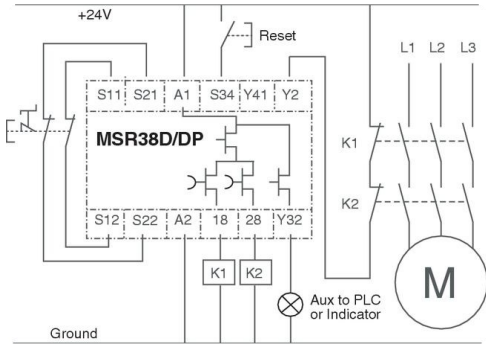 +24V
Reset
L1 L2 L3
S11 S21 A1 S34 Y41 Y2
MSR38D/DP
K1
K2
S12 S22 A2 18 28 Y32
K1 K2
M
Aux to PLC
or Indicator
Ground